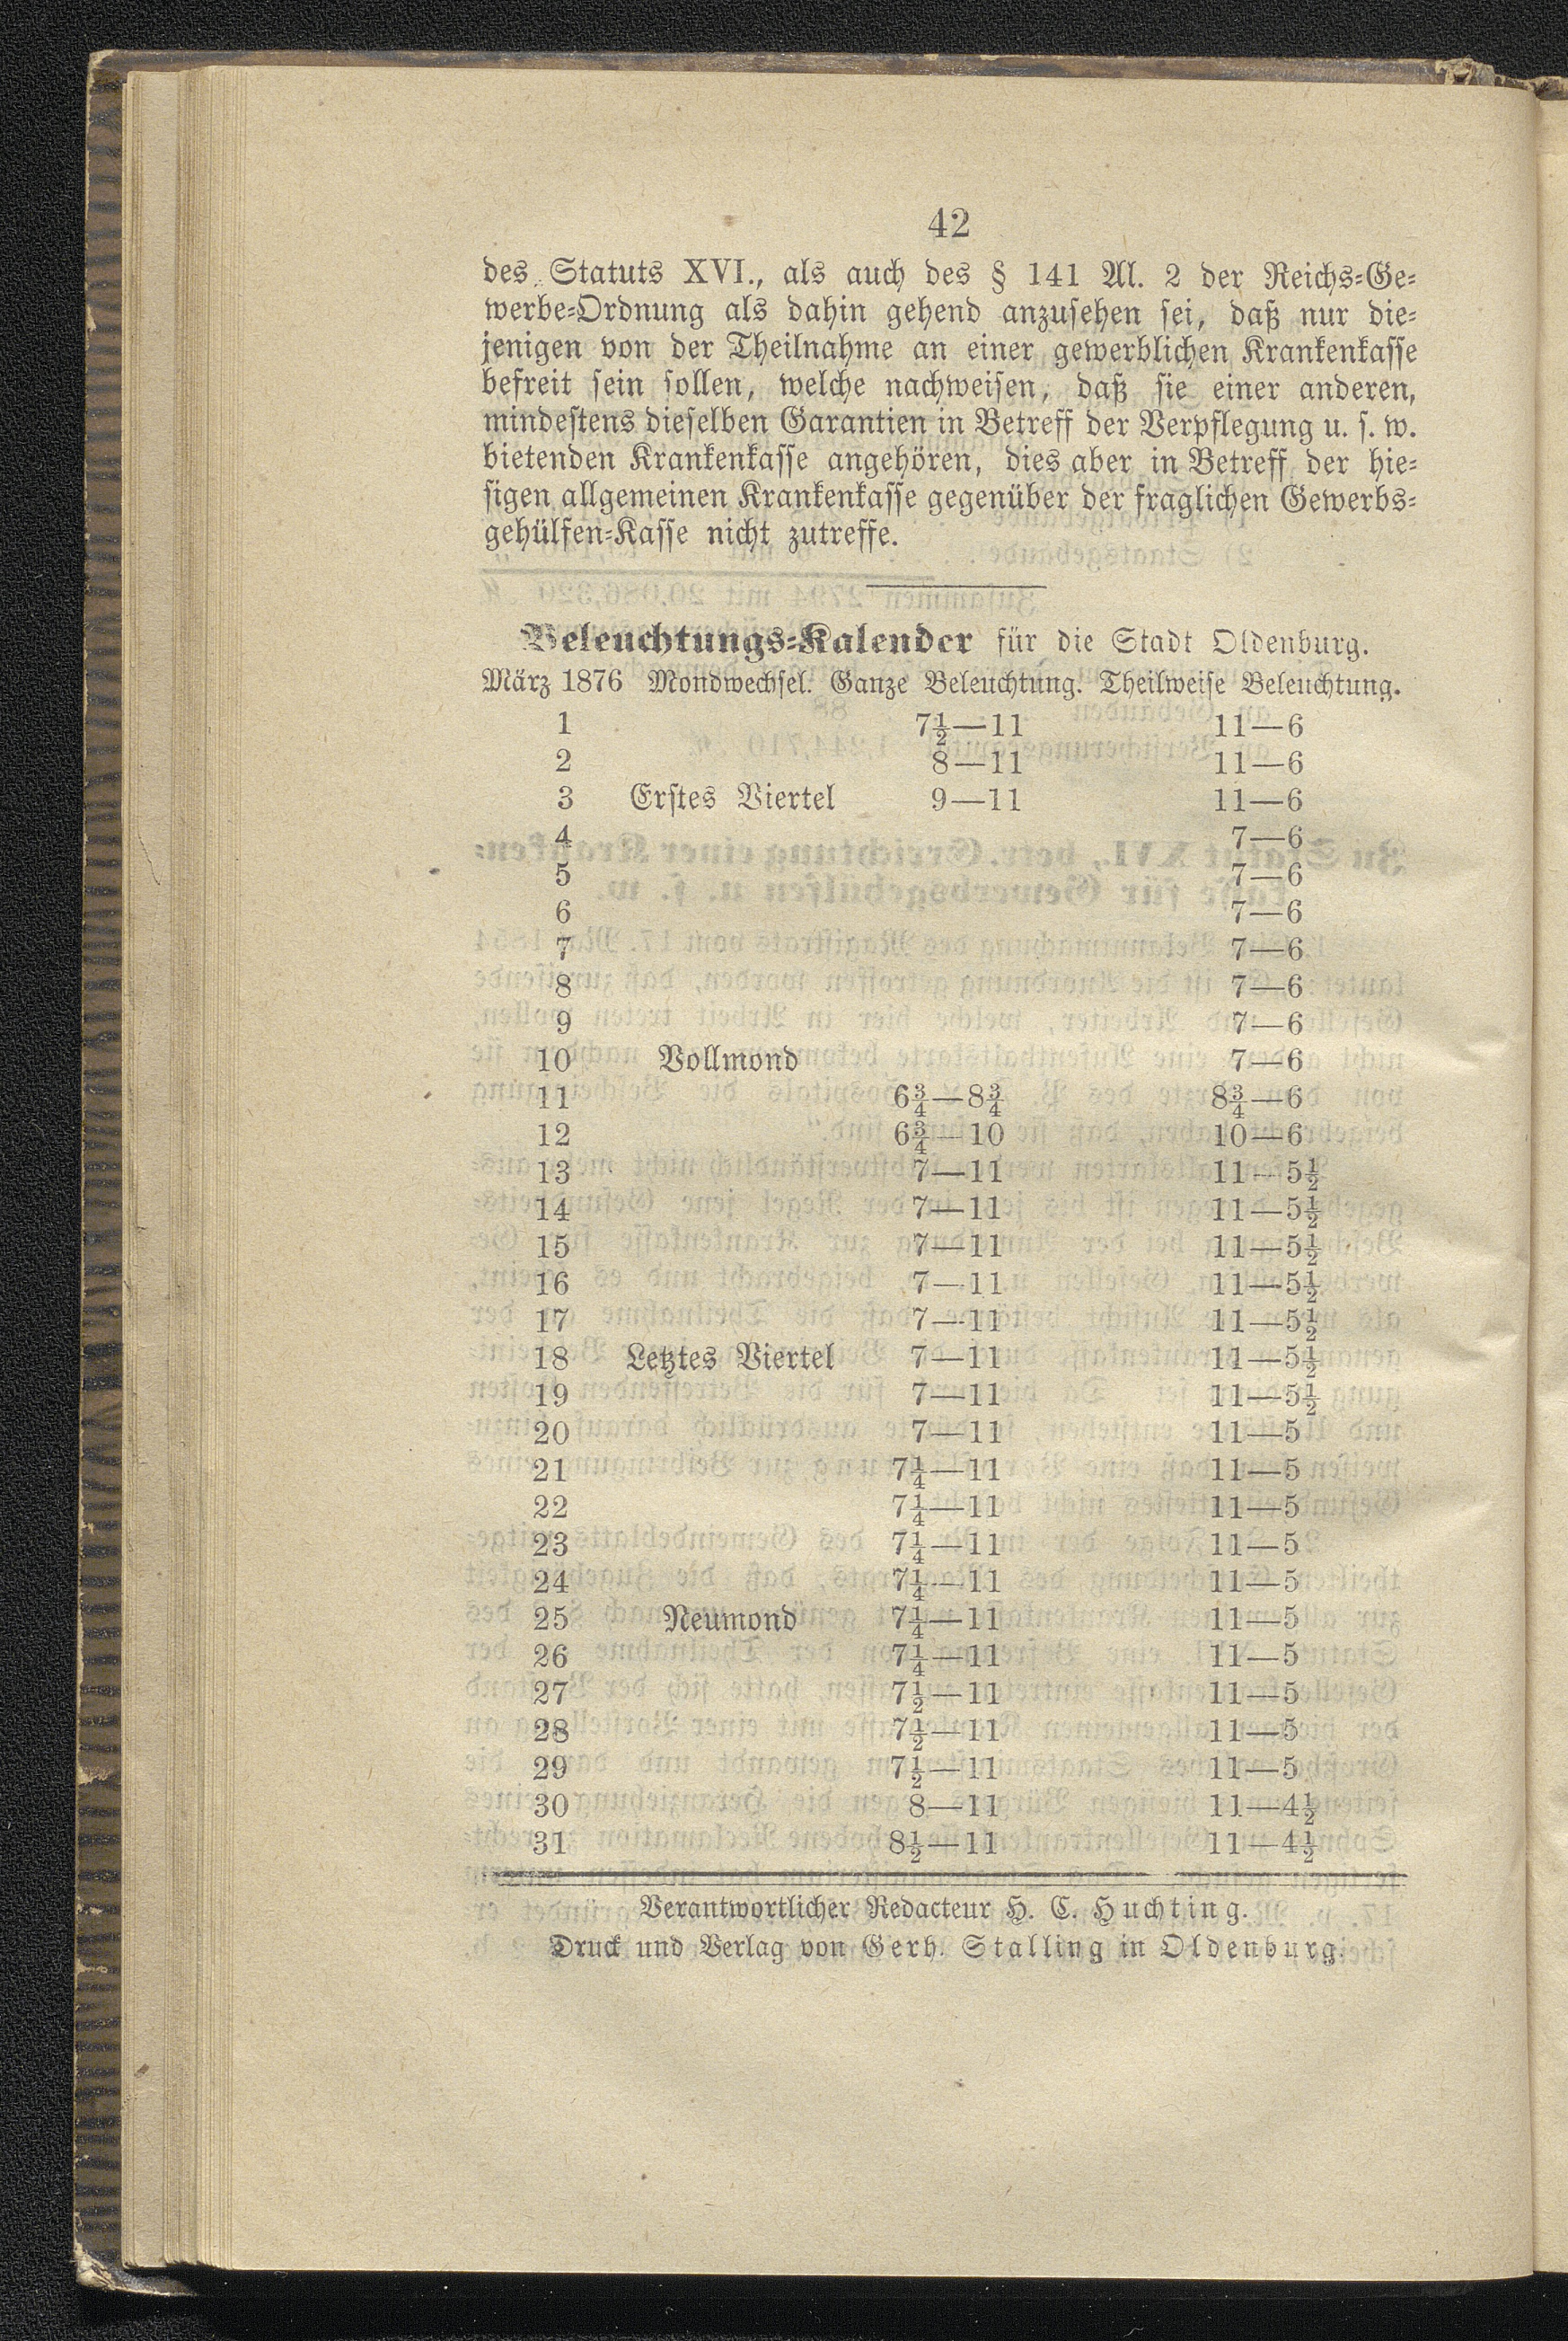 42
des Statuts XVI., als auch des § 141 Al. 2 der Reichs-Ge-
werbe-Ordnung als dahin gehend anzusehen sei, daß nur die-
jenigen von der Theilnahme an einer gewerblichen Krankenkasse
befreit sein sollen, welche nachweisen, daß sie einer anderen,
mindestens dieselben Garantien in Betreff der Verpflegung u. s. w.
bietenden Krankenkasse angehören, dies aber in Betreff der hie-
sigen allgemeinen Krankenkasse gegenüber der fraglichen Gewerbs-
gehülfen-Kasse nicht zutreffe.
Beleuchtungs-Kalender für die Stadt Oldenburg.
März 1876 Mondwechsel. Ganze Beleuchtung. Theilweise Beleuchtung.
1 7½—11 11—6
2 8—11 11—6
3 Erstes Viertel 9—11 11—6
4 7—6
5 7—6
6 7—6
7 7—6
8 7—6
9 7—6
10 Vollmond 7—6
11 6¾—8¾ 8¾—6
12 6¾—10 10—6
13 7—11 11—5½
14 7—11 11—5½
15 7—11 11—5½
16 7—11 11—5½
17 7—11 11—5½
18 Letztes Viertel 7—11 11—5½
19 7—11 11—5½
20 7—11 11—5
21 7¼—11 11—5
22 7¼—11 11—5
23 7¼—11 11—5
24 7¼—11 11—5
25 Neumond 7¼—11 11—5
26 7¼—11 11—5
27 7½—11 11—5
28 7½—11 11—5
29 7½—11 11—5
30 8—11 11—4½
31 8½—11 11—4½
Verantwortlicher Redacteur H. C. Huchting.
Druck und Verlag von Gerh. Stalling in Oldenburg.